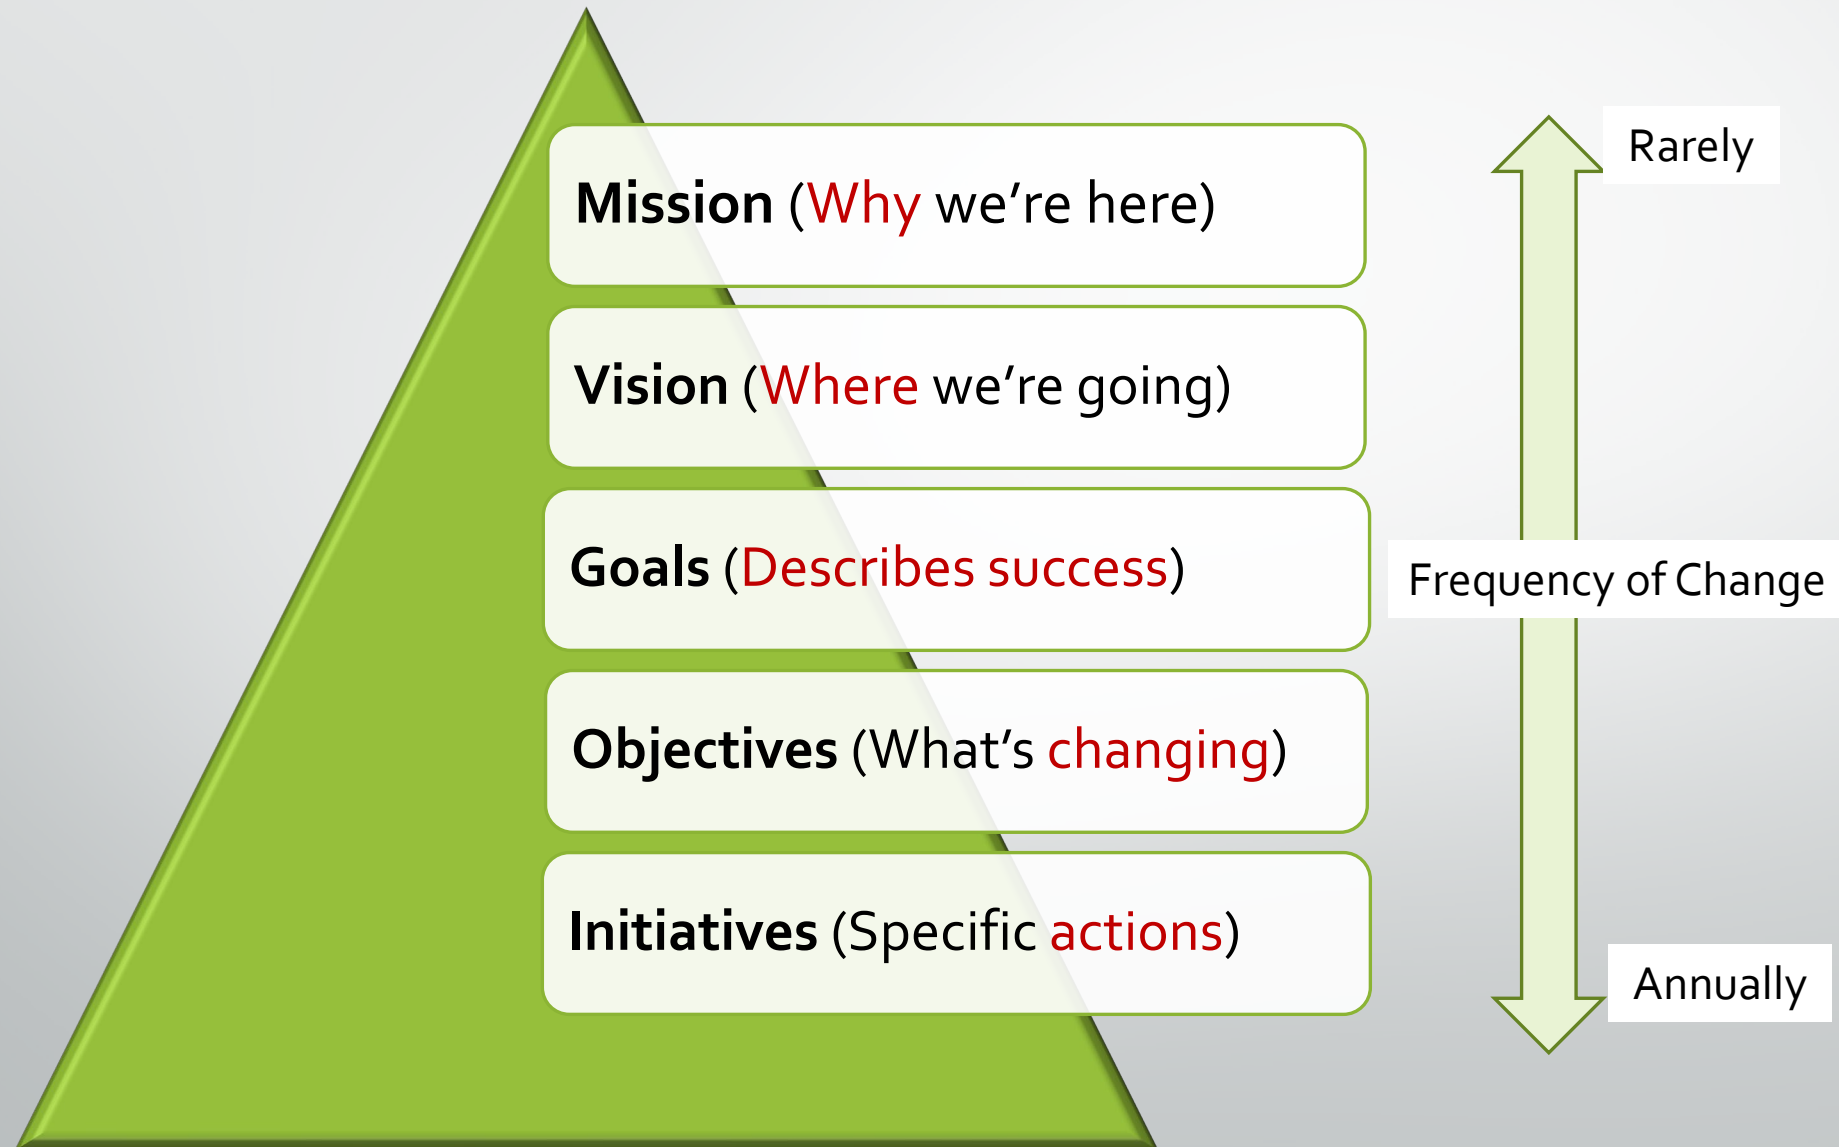 Mission (Why we’re here)
Vision (Where we’re going)
Goals (Describes success)
Objectives (What’s changing)
Initiatives (Specific actions)
Rarely
Frequency of Change
Annually